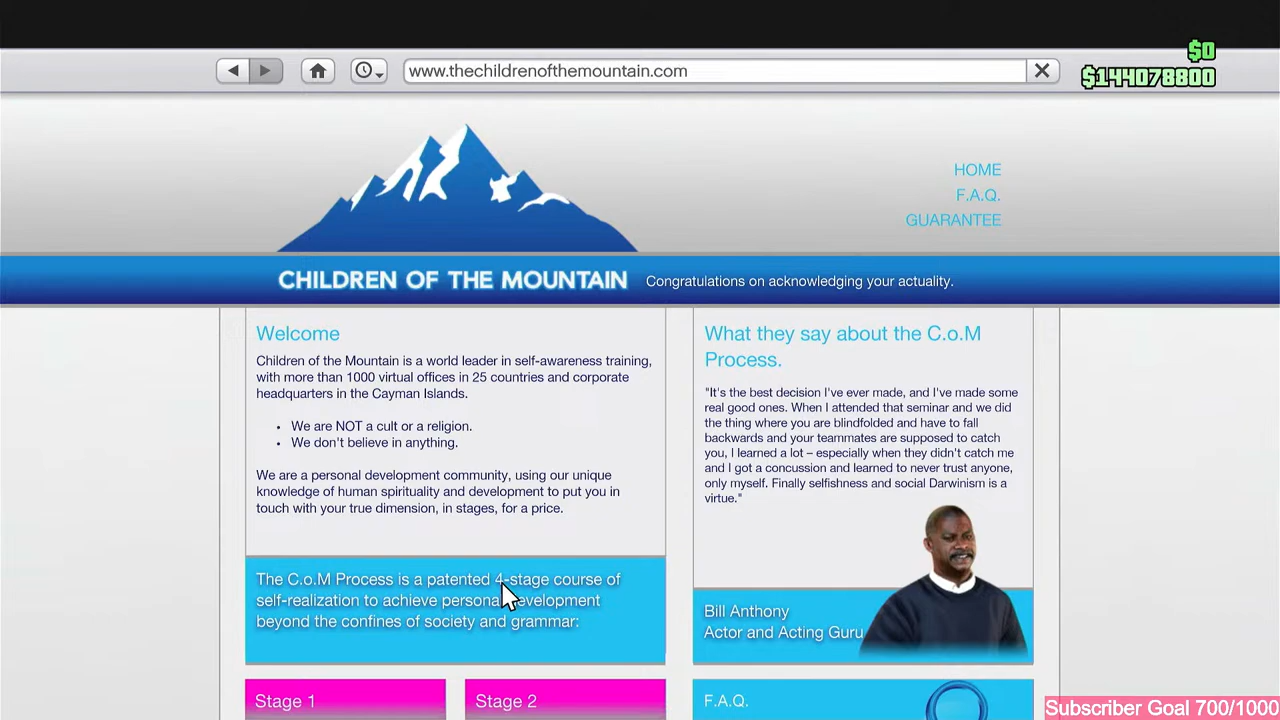 www.thechildrenofthemountain.com
$0
$144078800
HOME
F.A.Q.
GUARANTEE
CHILDREN OF THE MOUNTAIN
Congratulations on acknowledging your actuality.
Welcome
Children of the Mountain is a world leader in self-awareness training,
with more than 1000 virtual offices in 25 countries and corporate
headquarters in the Cayman Islands.
• We are NOT a cult or a religion.
• We don't believe in anything.
We are a personal development community, using our unique
knowledge of human spirituality and development to put you in
touch with your true dimension, in stages, for a price.
The C.o.M Process is a patented 4-stage course of
self-realization to achieve personal development
beyond the confines of society and grammar:
Stage 1
Stage 2
What they say about the C.o.M
Process.
"It's the best decision I've ever made, and I've made some
real good ones. When I attended that seminar and we did
the thing where you are blindfolded and have to fall
backwards and your teammates are supposed to catch
you, I learned a lot – especially when they didn't catch me
and I got a concussion and learned to never trust anyone,
only myself. Finally selfishness and social Darwinism is a
virtue."
Bill Anthony
Actor and Acting Guru
F.A.Q.
Subscriber Goal 700/1000